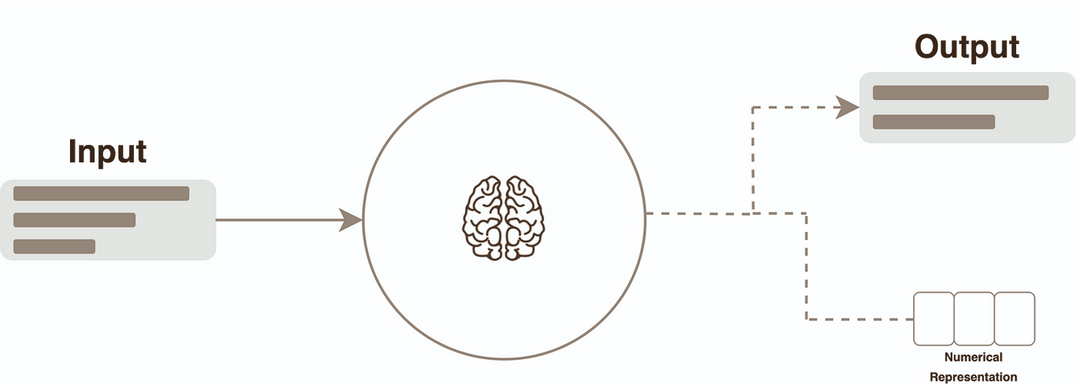 Output
Input
Numerical
Representation